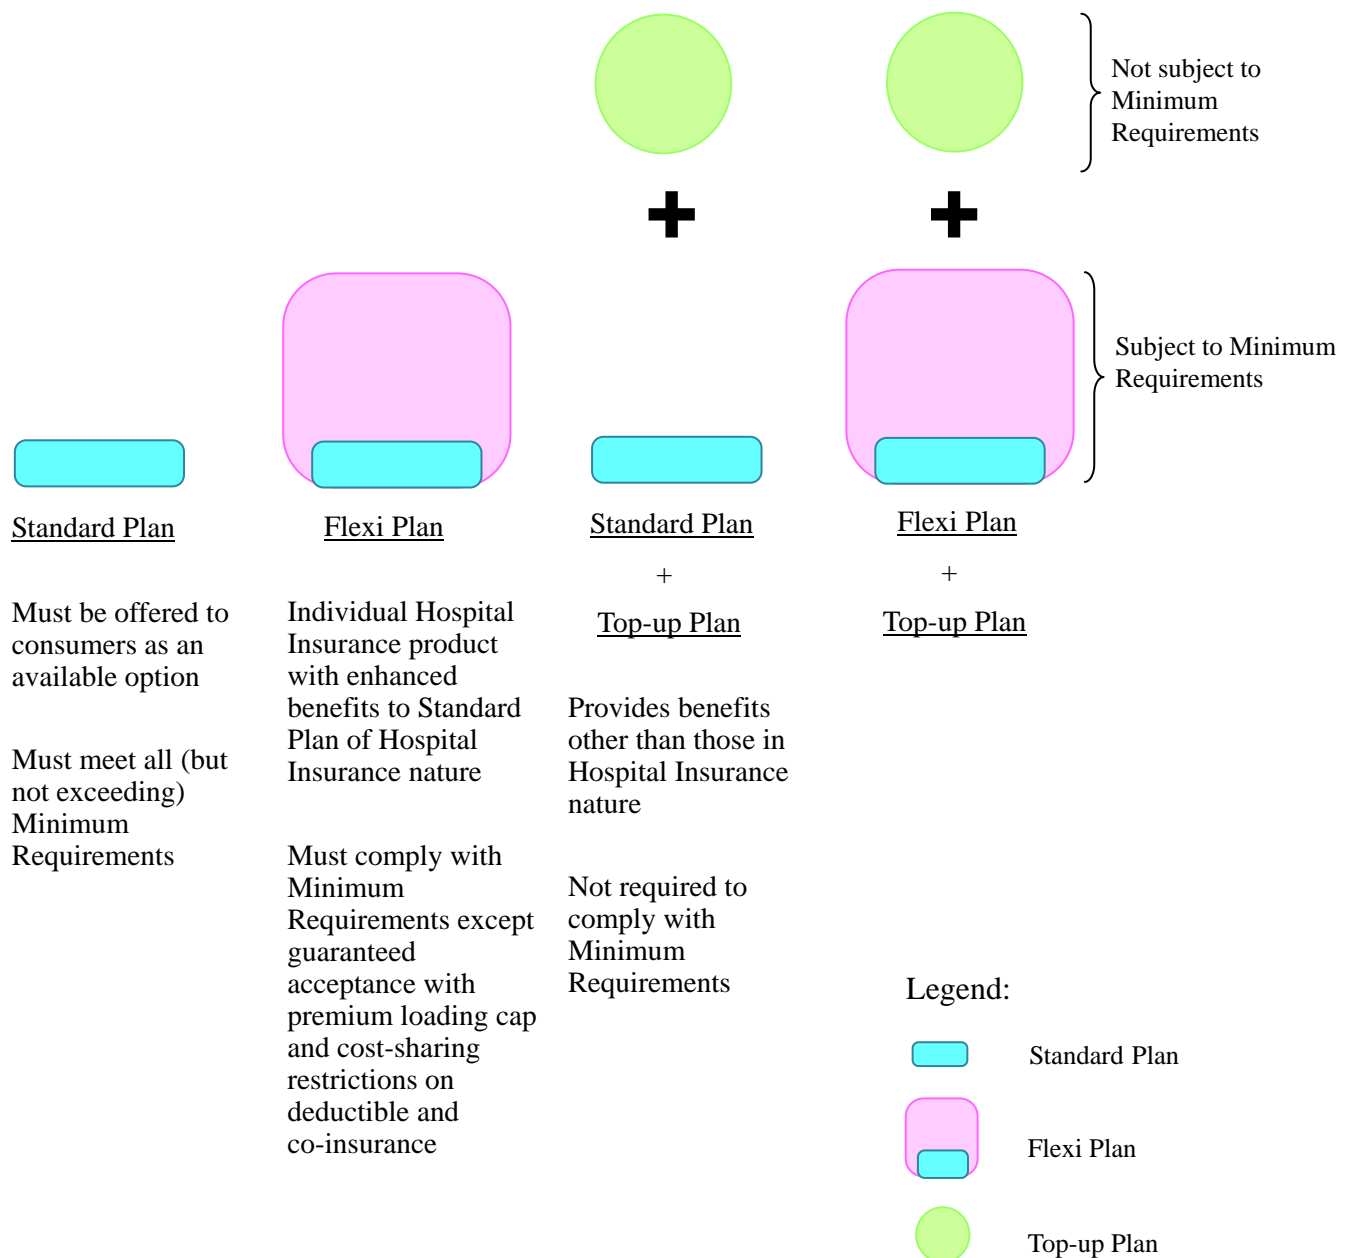 Not subject to
Minimum
Requirements
Subject to Minimum
Requirements
Standard Plan
Must be offered to
consumers as an
available option
Must meet all (but
not exceeding)
Minimum
Requirements
Flexi Plan
Individual Hospital
Insurance product
with enhanced
benefits to Standard
Plan of Hospital
Insurance nature
Must comply with
Minimum
Requirements except
guaranteed
acceptance with
premium loading cap
and cost-sharing
restrictions on
deductible and
co-insurance
Standard Plan
+
Top-up Plan
Provides benefits
other than those in
Hospital Insurance
nature
Not required to
comply with
Minimum
Requirements
Flexi Plan
+
Top-up Plan
Legend:
Standard Plan
Flexi Plan
Top-up Plan